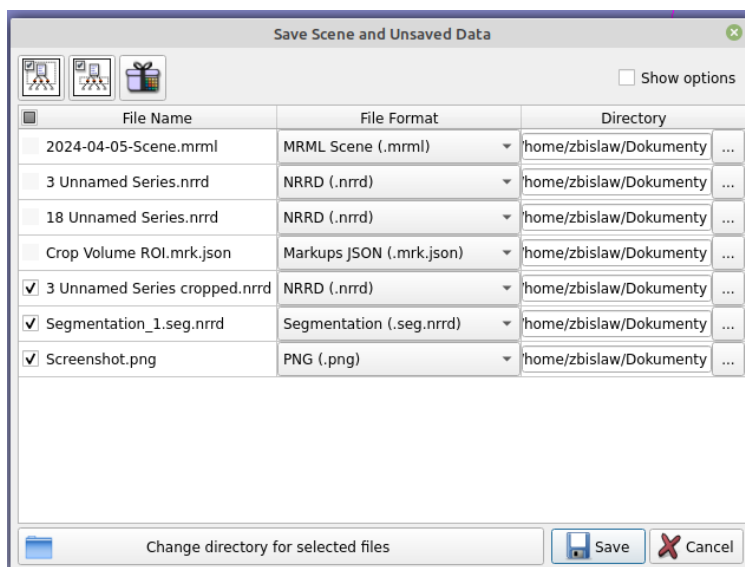 Save Scene and Unsaved Data
Show options
File Name File Format Directory
2024-04-05-Scene.mrml MRML Scene (.mrml) /home/zbislaw/Dokumenty ...
3 Unnamed Series.nrrd NRRD (.nrrd) /home/zbislaw/Dokumenty ...
18 Unnamed Series.nrrd NRRD (.nrrd) /home/zbislaw/Dokumenty ...
Crop Volume ROI.mrk.json Markups JSON (.mrk.json) /home/zbislaw/Dokumenty ...
3 Unnamed Series cropped.nrrd NRRD (.nrrd) /home/zbislaw/Dokumenty ...
Segmentation_1.seg.nrrd Segmentation (.seg.nrrd) /home/zbislaw/Dokumenty ...
Screenshot.png PNG (.png) /home/zbislaw/Dokumenty ...
Change directory for selected files Save Cancel